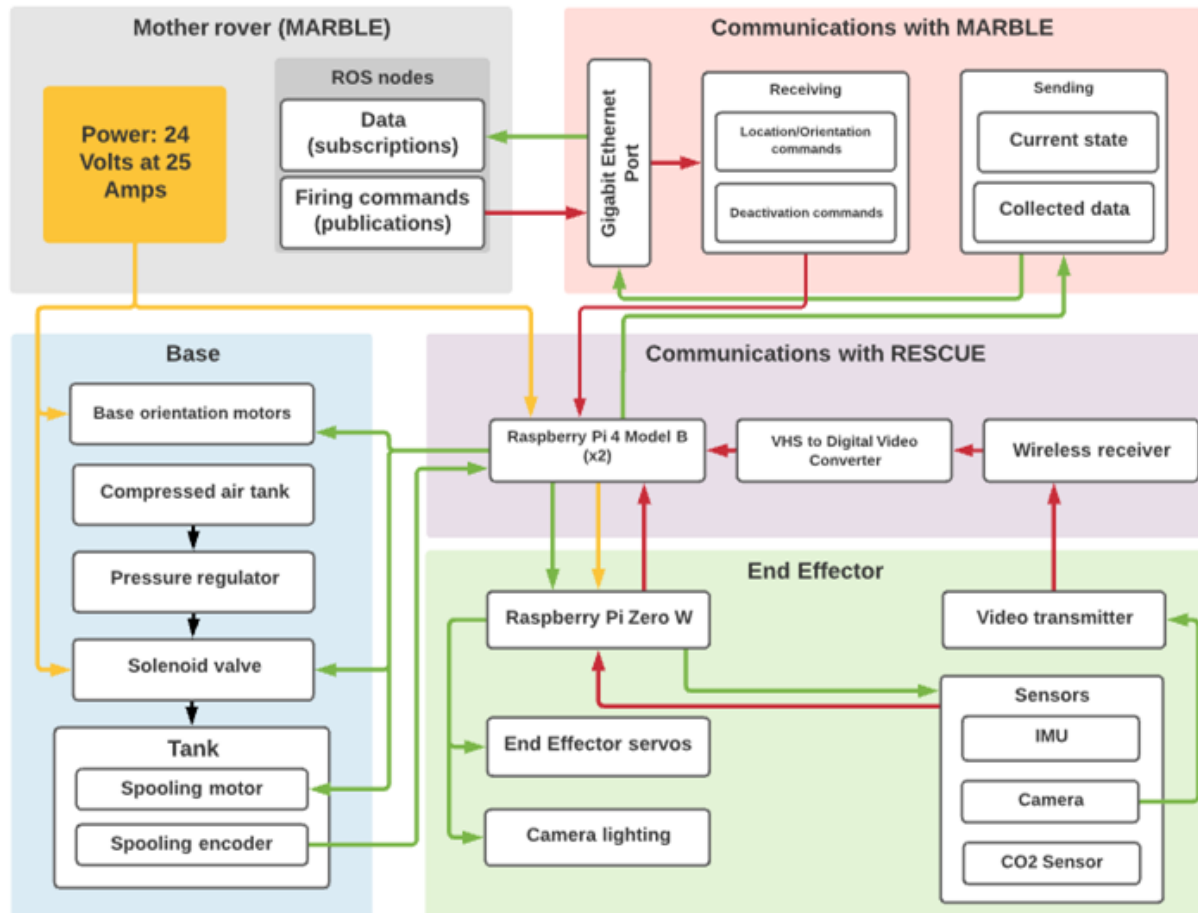 Mother rover (MARBLE)
Power: 24
Volts at 25
Amps
ROS nodes
Data
(subscriptions)
Firing commands
(publications)
Communications with MARBLE
Gigabit Ethernet
Port
Receiving
Location/Orientation
commands
Deactivation commands
Sending
Current state
Collected data
Base
Base orientation motors
Compressed air tank
Pressure regulator
Solenoid valve
Tank
Spooling motor
Spooling encoder
Communications with RESCUE
Raspberry Pi 4 Model B
(x2)
VHS to Digital Video
Converter
Wireless receiver
End Effector
Raspberry Pi Zero W
Video transmitter
End Effector servos
Camera lighting
Sensors
IMU
Camera
CO2 Sensor